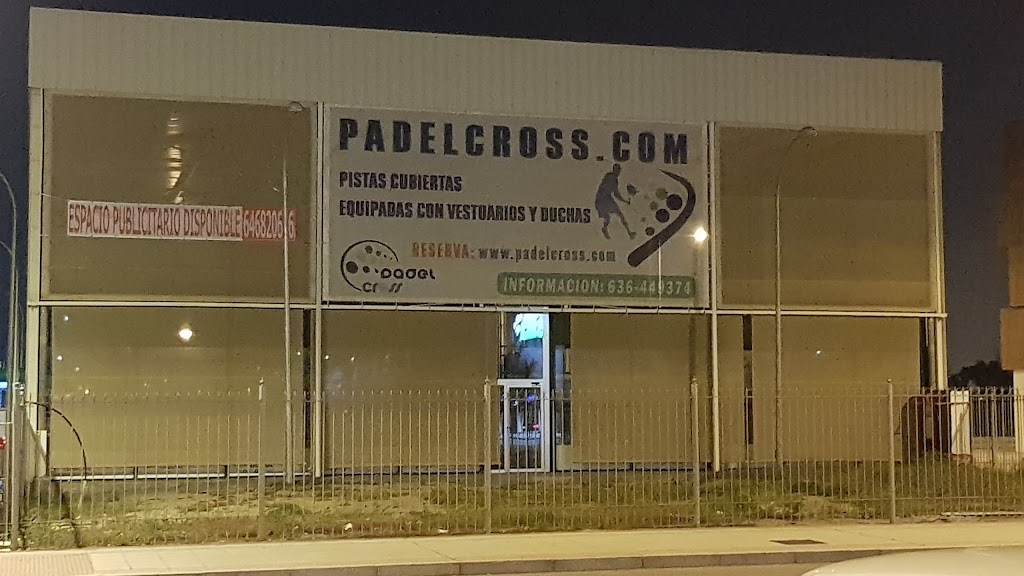 PADELCROSS.COM
PISTAS CUBIERTAS
EQUIPADAS CON VESTUARIOS Y DUCHAS
RESERVA: www.padelcross.com
padel
cross
INFORMACION: 636-449374
ESPACIO PUBLICITARIO DISPONIBLE